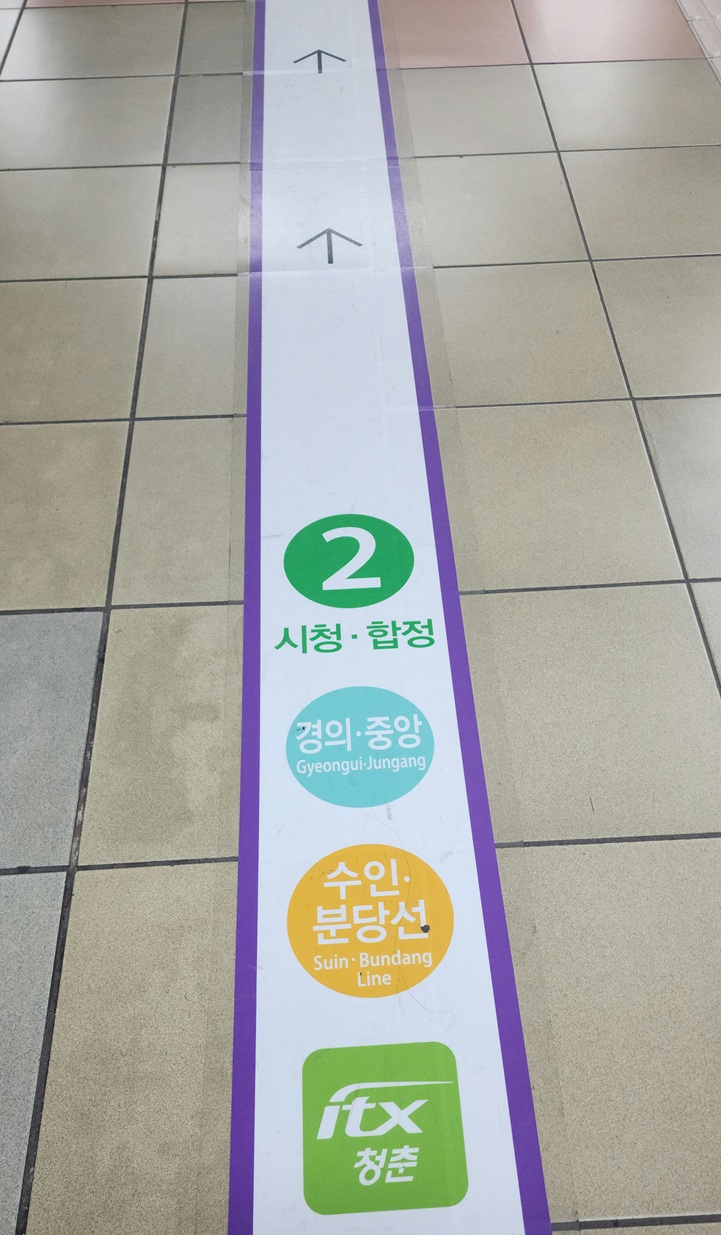 2
시청·합정
경의·중앙
Gyeongui·Jungang
수인·
분당선
Suin·Bundang
Line
itx
청춘